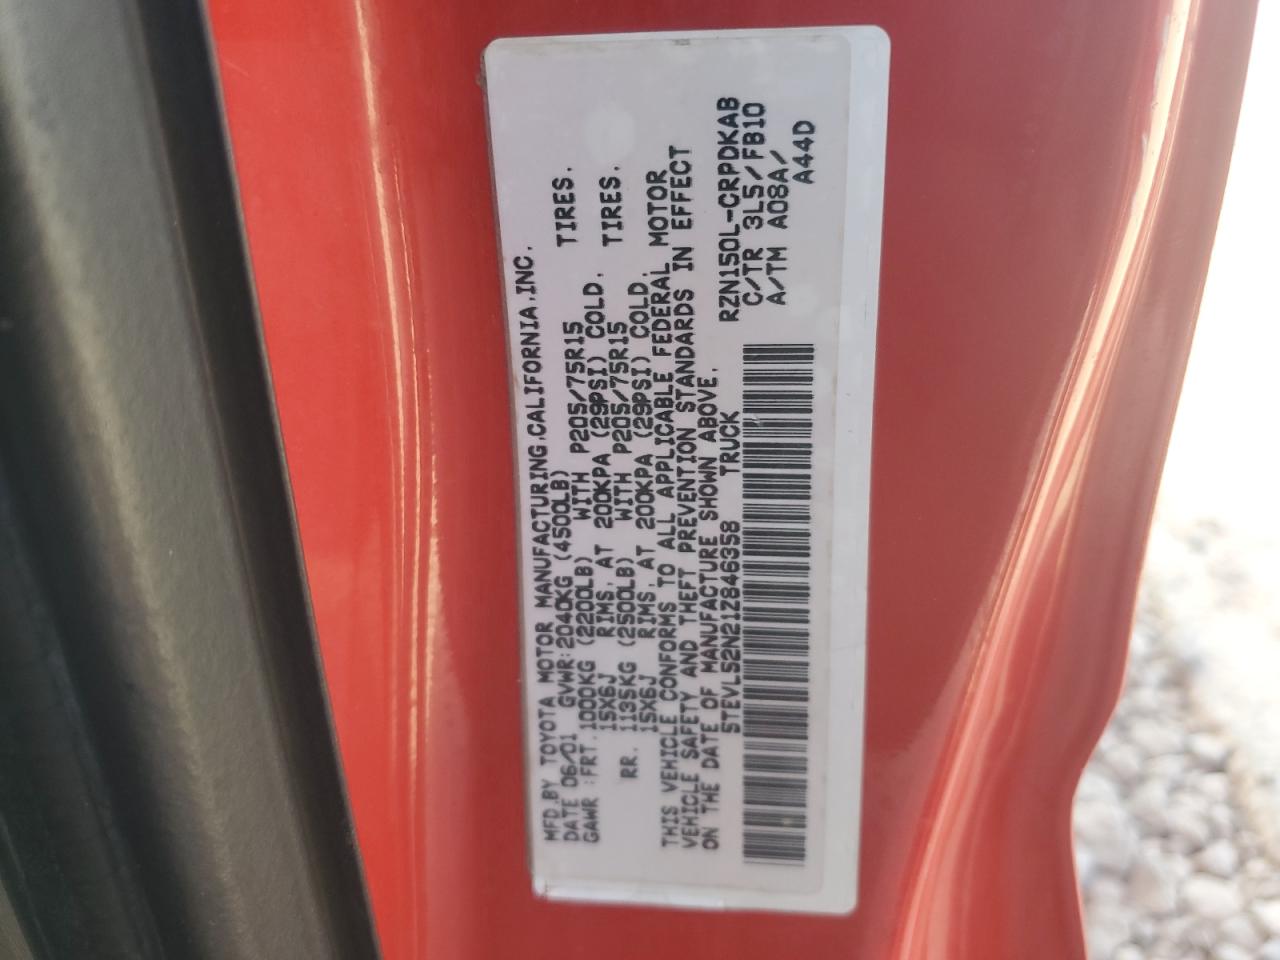 MFD.BY TOYOTA MOTOR MANUFACTURING,CALIFORNIA,INC.
DATE 06/01 GVWR:2040KG (4500LB)
GAWR :FRT. 1000KG (2200LB) WITH P205/75R15 TIRES.
15X6J RIMS, AT 200KPA (29PSI) COLD.
RR. 1135KG (2500LB) WITH P205/75R15 TIRES.
15X6J RIMS, AT 200KPA (29PSI) COLD.
THIS VEHICLE CONFORMS TO ALL APPLICABLE FEDERAL MOTOR
VEHICLE SAFETY AND THEFT PREVENTION STANDARDS IN EFFECT
ON THE DATE OF MANUFACTURE SHOWN ABOVE.
5TEVL52N21Z846358 TRUCK RZN150L-CRPDKAB
C/TR 3L5/FB10
A/TM A08A/
A44D